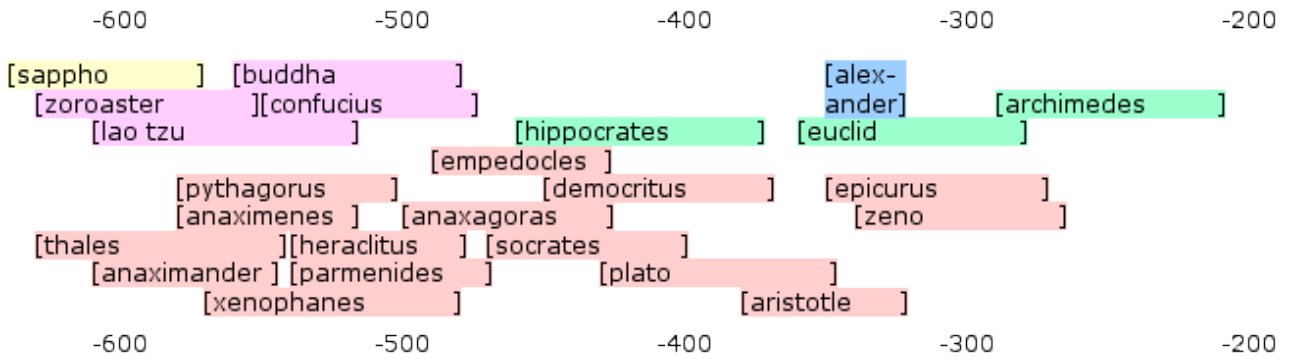 -600 -500 -400 -300 -200
[sappho ] [buddha ] [alex-
[zoroaster ][confucius ] ander] [archimedes ]
[lao tzu ] [hippocrates ] [euclid ]
[empedocles ]
[pythagorus ] [democritus ] [epicurus ]
[anaximenes ] [anaxagoras ] [zeno ]
[thales ][heraclitus ] [socrates ]
[anaximander ] [parmenides ] [plato ]
[xenophanes ] [aristotle ]
-600 -500 -400 -300 -200